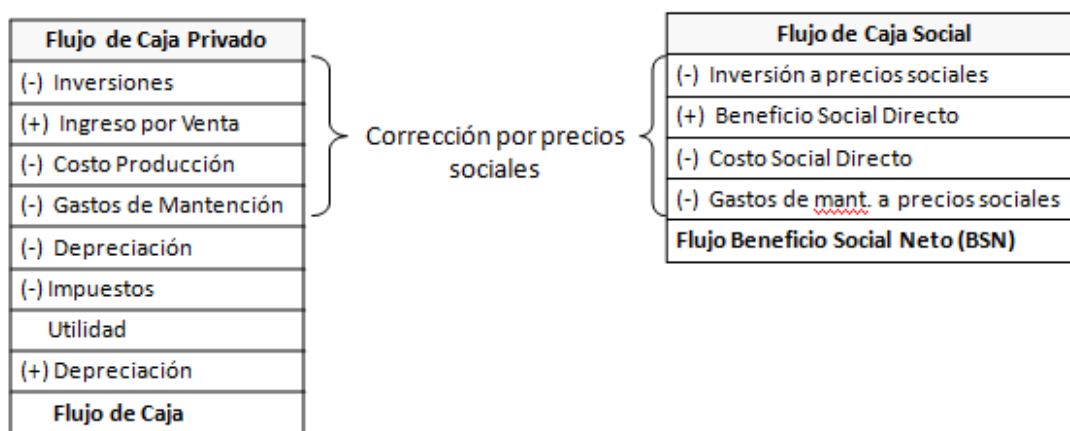 Flujo de Caja Privado
(-) Inversiones
(+) Ingreso por Venta
(-) Costo Producción
(-) Gastos de Mantención
(-) Depreciación
(-) Impuestos
Utilidad
(+) Depreciación
Flujo de Caja
Corrección por precios
sociales
Flujo de Caja Social
(-) Inversión a precios sociales
(+) Beneficio Social Directo
(-) Costo Social Directo
(-) Gastos de mant. a precios sociales
Flujo Beneficio Social Neto (BSN)